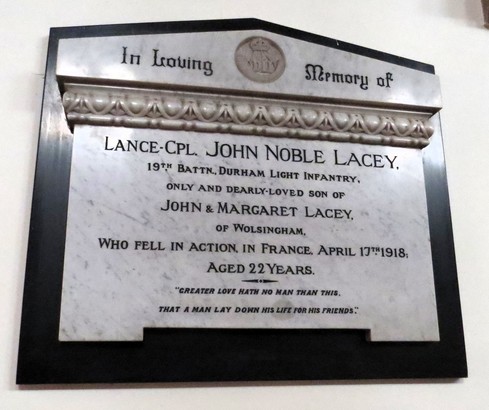 In Loving Memory of
LANCE-CPL. JOHN NOBLE LACEY,
19TH BATTN. DURHAM LIGHT INFANTRY,
ONLY AND DEARLY-LOVED SON OF
JOHN & MARGARET LACEY,
OF WOLSINGHAM,
WHO FELL IN ACTION, IN FRANCE, APRIL 17TH 1918;
AGED 22 YEARS.
"GREATER LOVE HATH NO MAN THAN THIS,
THAT A MAN LAY DOWN HIS LIFE FOR HIS FRIENDS."